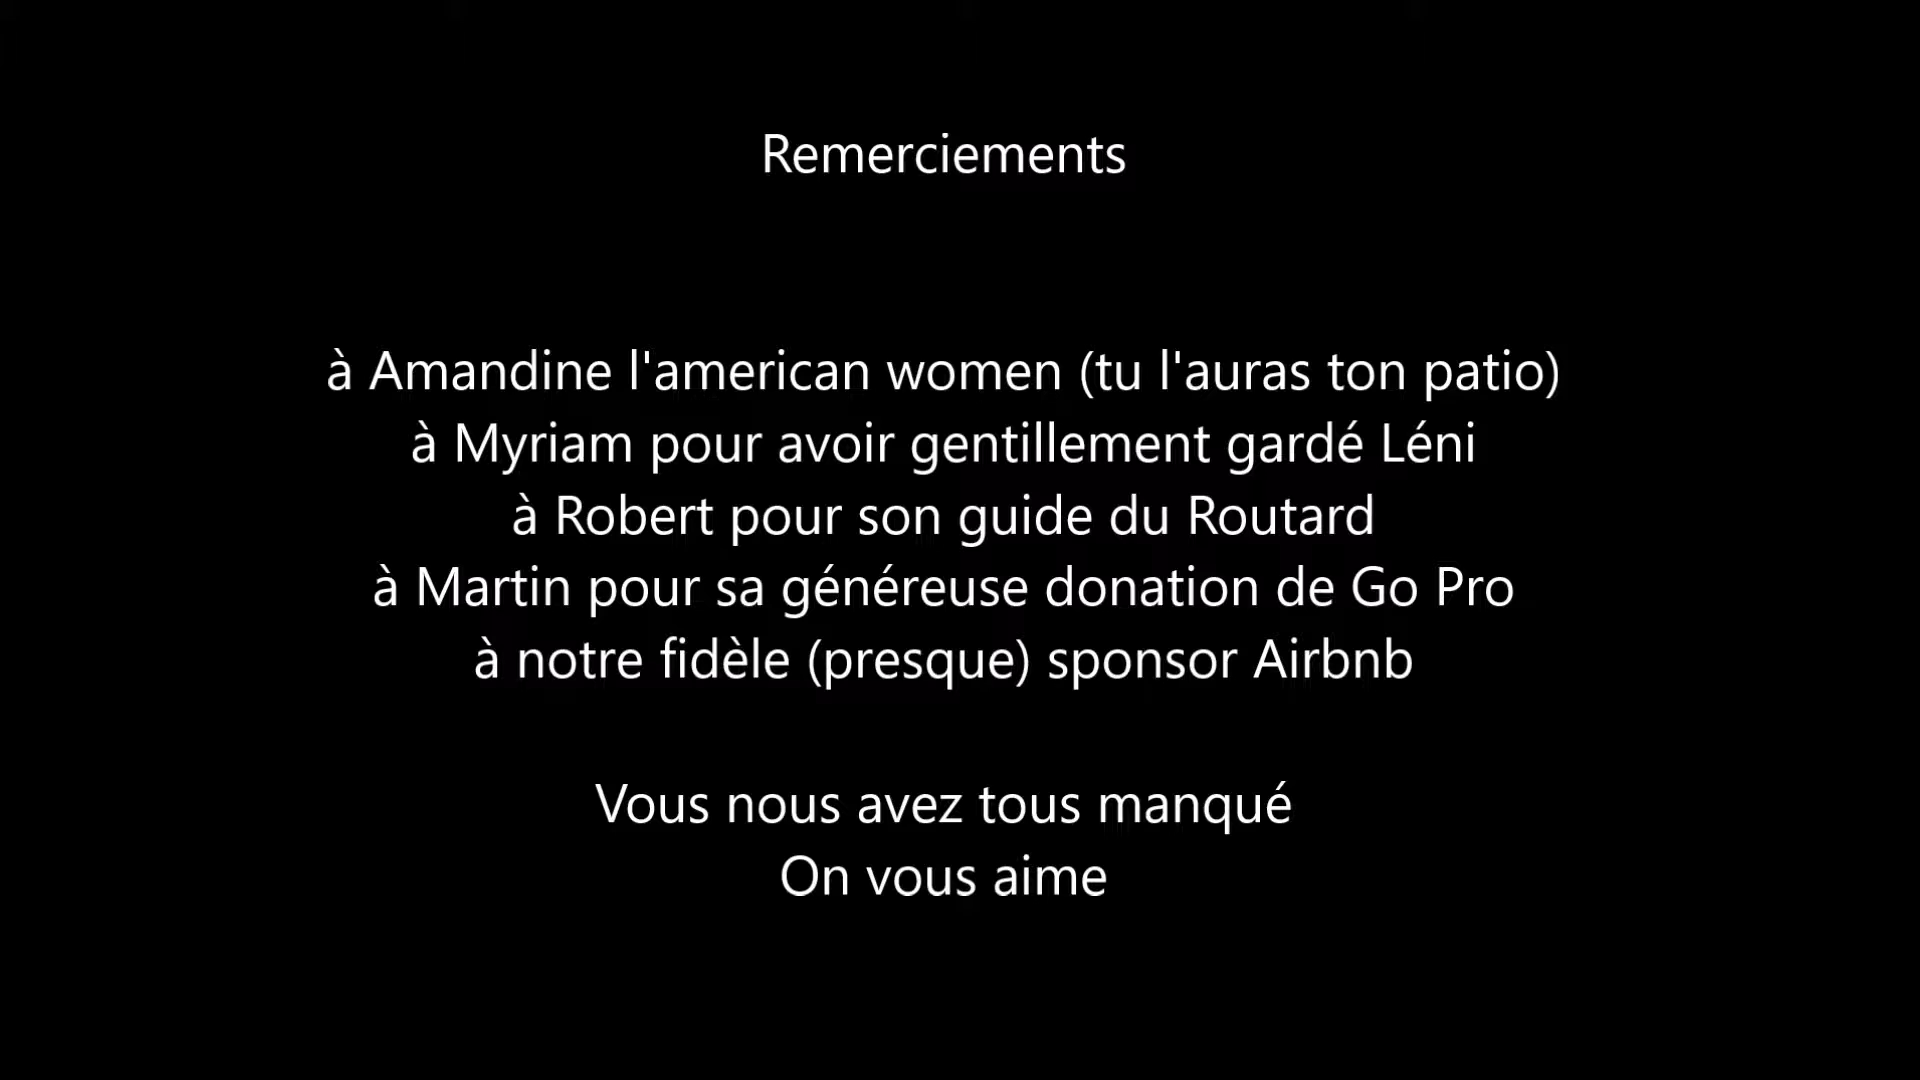 Remerciements
à Amandine l'american women (tu l'auras ton patio)
à Myriam pour avoir gentillement gardé Léni
à Robert pour son guide du Routard
à Martin pour sa généreuse donation de Go Pro
à notre fidèle (presque) sponsor Airbnb
Vous nous avez tous manqué
On vous aime